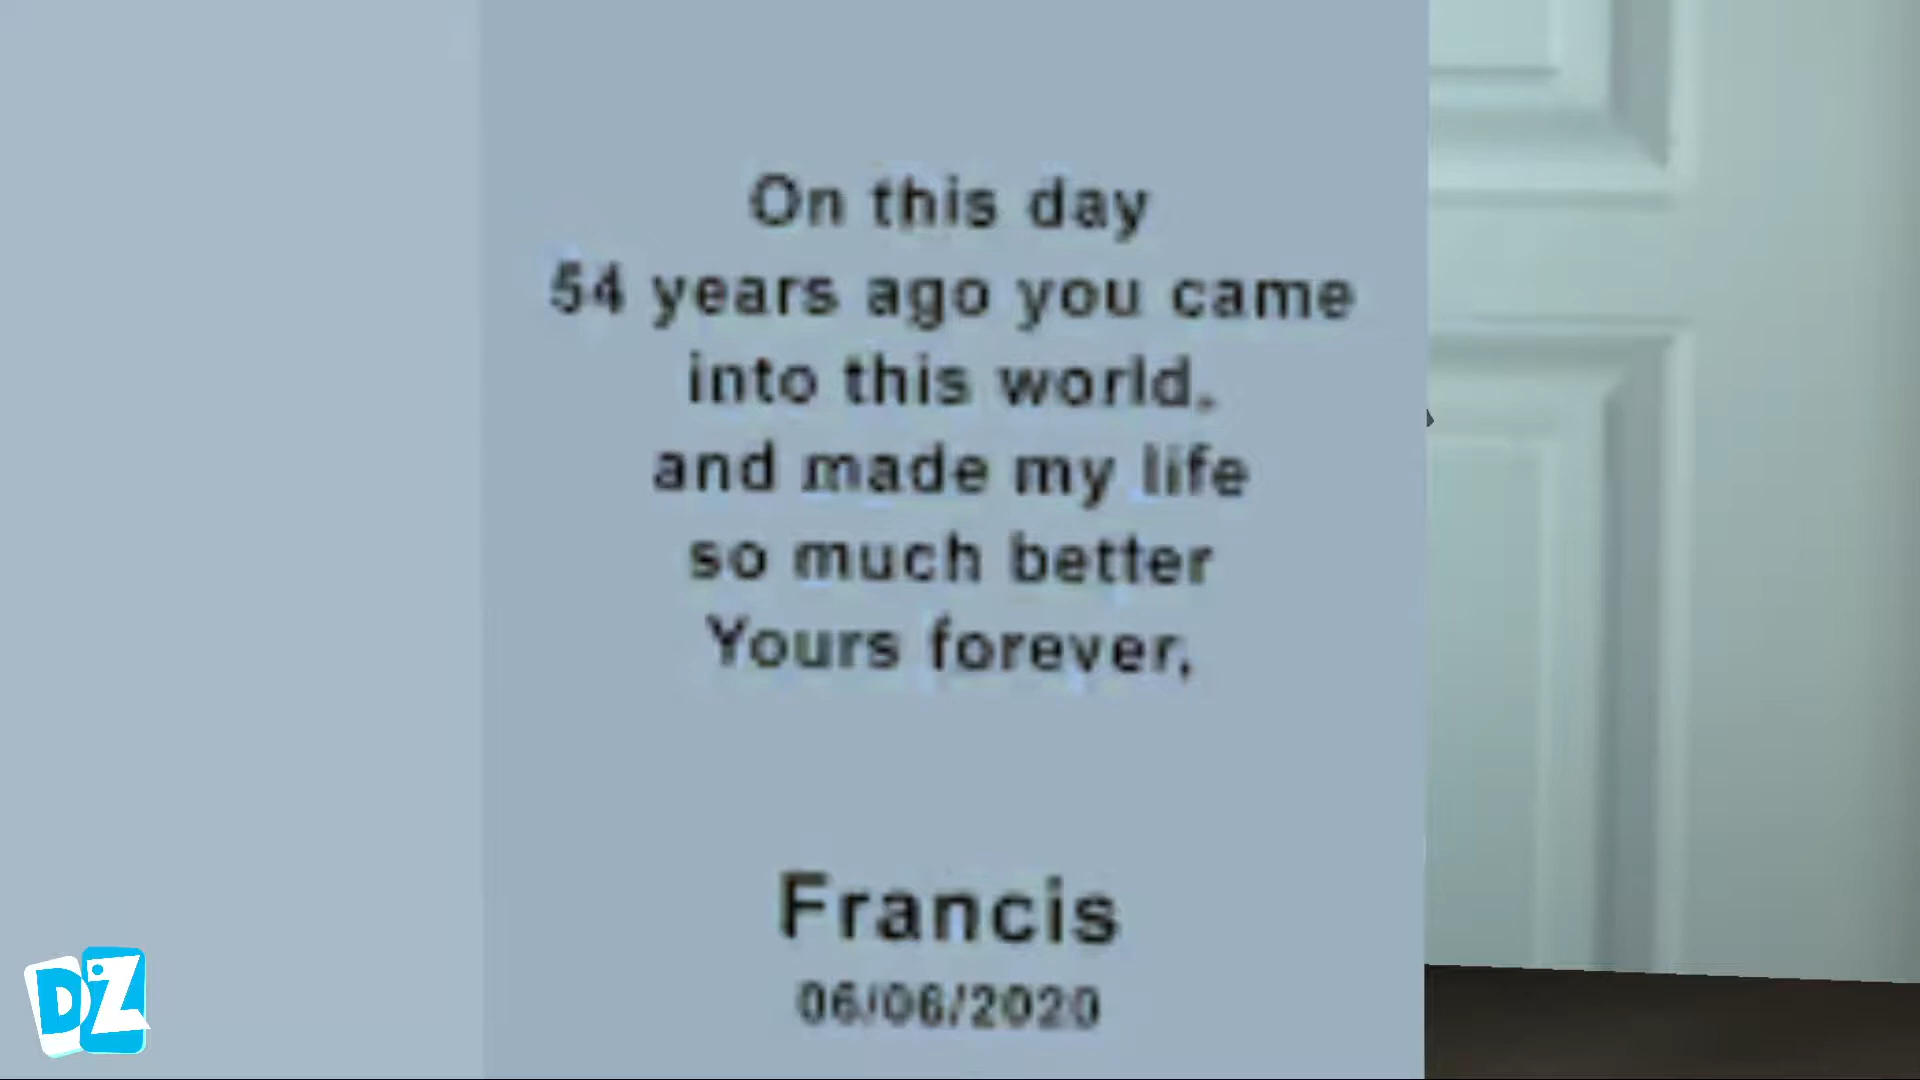 On this day
54 years ago you came
into this world.
and made my life
so much better
Yours forever,
Francis
06/06/2020
DZ